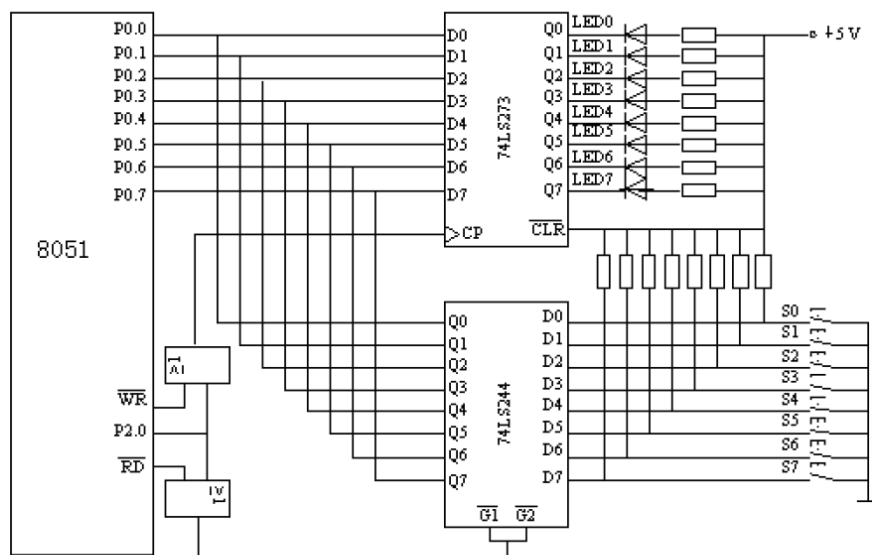 8051
P0.0
P0.1
P0.2
P0.3
P0.4
P0.5
P0.6
P0.7
WR
P2.0
RD
≥1
≥1
74LS273
D0
D1
D2
D3
D4
D5
D6
D7
CP
Q0
Q1
Q2
Q3
Q4
Q5
Q6
Q7
CLR
LED0
LED1
LED2
LED3
LED4
LED5
LED6
LED7
+5V
74LS244
Q0
Q1
Q2
Q3
Q4
Q5
Q6
Q7
D0
D1
D2
D3
D4
D5
D6
D7
G1 G2
S0
S1
S2
S3
S4
S5
S6
S7